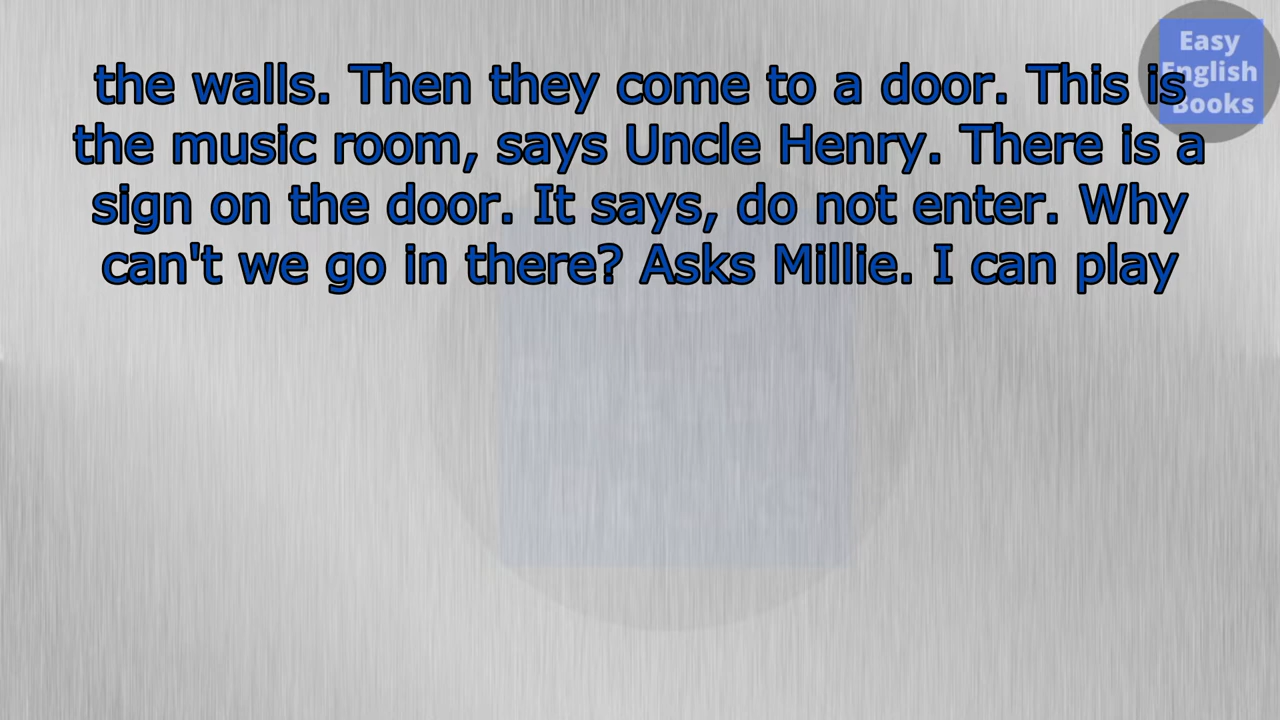 the walls. Then they come to a door. This is
the music room, says Uncle Henry. There is a
sign on the door. It says, do not enter. Why
can't we go in there? Asks Millie. I can play
Easy
English
Books